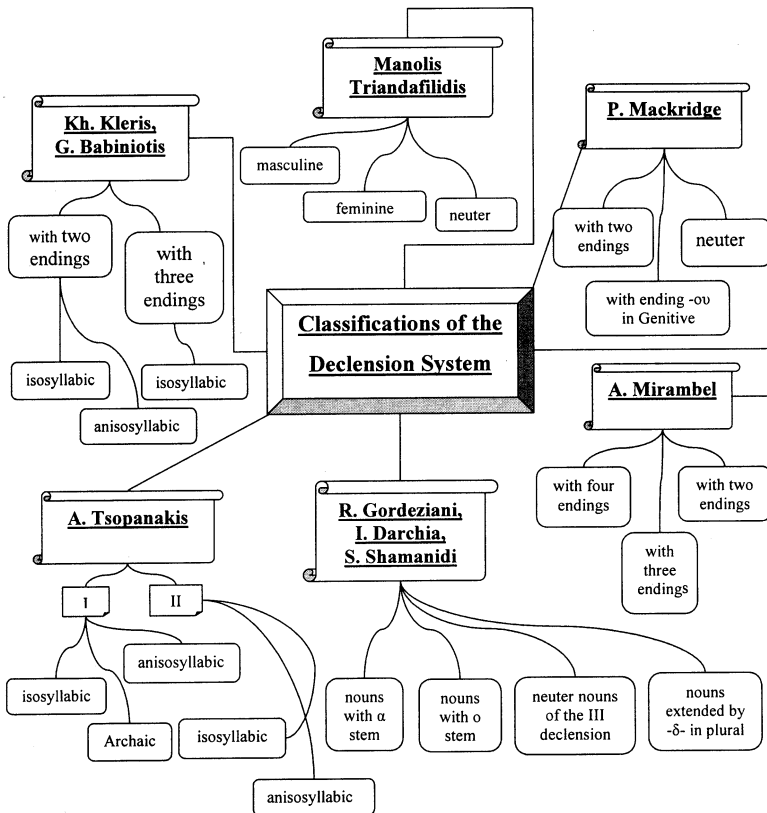 Manolis
Triandafilidis
masculine
feminine
neuter
Kh. Kleris,
G. Babiniotis
with two
endings
with
three
endings
isosyllabic
anisosyllabic
isosyllabic
P. Mackridge
with two
endings
with ending -ου
in Genitive
neuter
Classifications of the
Declension System
A. Mirambel
with four
endings
with
three
endings
with two
endings
A. Tsopanakis
I
II
isosyllabic
Archaic
anisosyllabic
isosyllabic
anisosyllabic
R. Gordeziani,
I. Darchia,
S. Shamanidi
nouns
with α
stem
nouns
with ο
stem
neuter nouns
of the III
declension
nouns
extended by
-δ- in plural